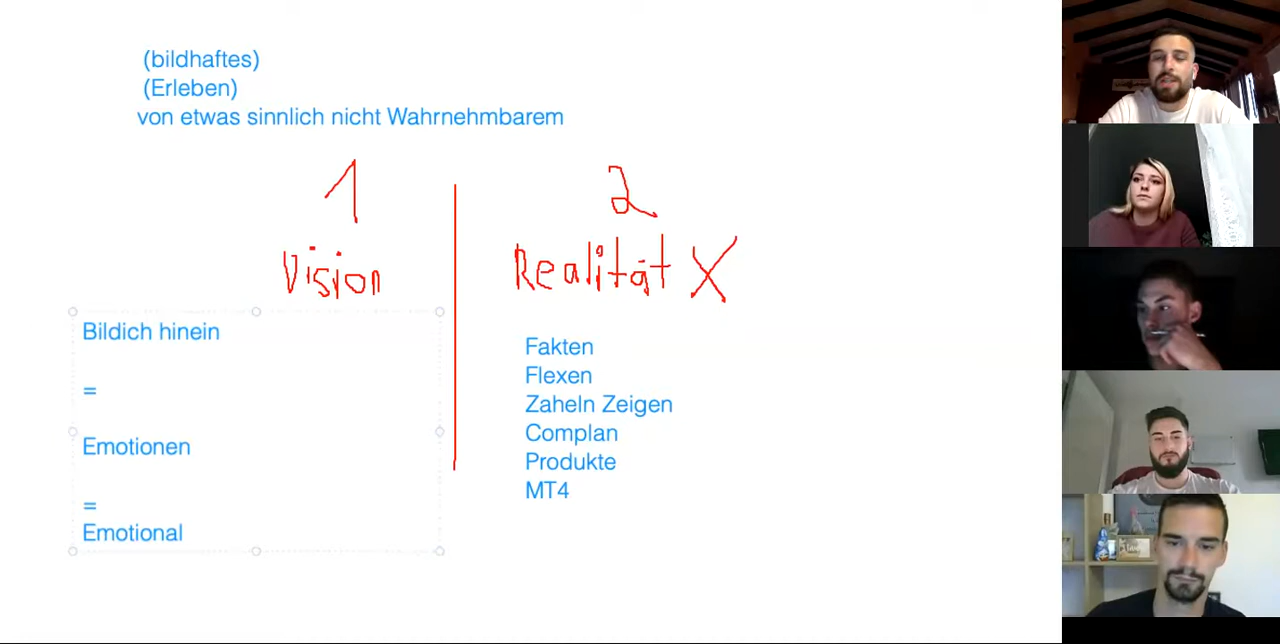 (bildhaftes)
(Erleben)
von etwas sinnlich nicht Wahrnehmbarem
1
2
Vision
Realität X
Bildich hinein
=
Emotionen
=
Emotional
Fakten
Flexen
Zaheln Zeigen
Complan
Produkte
MT4